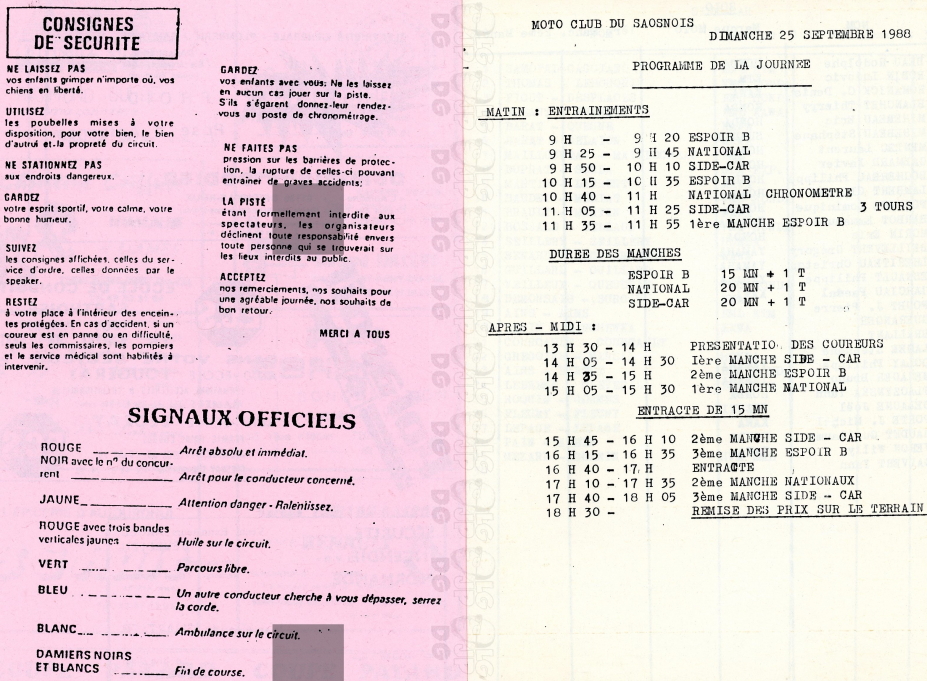 CONSIGNES
DE SECURITE
NE LAISSEZ PAS
vos enfants grimper n'importe où, vos
chiens en liberté.
UTILISEZ
les poubelles mises à votre
disposition, pour votre bien, le bien
d'autrui et la propreté du circuit.
NE STATIONNEZ PAS
aux endroits dangereux.
GARDEZ
votre esprit sportif, votre calme, votre
bonne humeur.
SUIVEZ
les consignes affichées, celles du ser-
vice d'ordre, celles données par le
speaker.
RESTEZ
à votre place à l'intérieur des encein-
tes protégées. En cas d'accident, si un
coureur est en panne ou en difficulté,
seuls les commissaires, les pompiers
et le service médical sont habilités à
intervenir.
GARDEZ
vos enfants avec vous; Ne les laissez
en aucun cas jouer sur la piste.
S'ils s'égarent donnez-leur rendez-
vous au poste de chronométrage.
NE FAITES PAS
pression sur les barrières de protec-
tion, la rupture de celles-ci pouvant
entraîner de graves accidents;
LA PISTE
étant formellement interdite aux
spectateurs, les organisateurs
déclinent toute responsabilité envers
toute personne qui se trouverait sur
les lieux interdits au public.
ACCEPTEZ
nos remerciements, nos souhaits pour
une agréable journée, nos souhaits de
bon retour.
MERCI A TOUS
SIGNAUX OFFICIELS
ROUGE Arrêt absolu et immédiat.
NOIR avec le nº du concur-
rent Arrêt pour le conducteur concerné.
JAUNE Attention danger - Ralentissez.
ROUGE avec trois bandes
verticales jaunes Huile sur le circuit.
VERT Parcours libre.
BLEU Un autre conducteur cherche à vous dépasser, serrez
la corde.
BLANC Ambulance sur le circuit.
DAMIERS NOIRS
ET BLANCS Fin de course.
MOTO CLUB DU SAOSNOIS
DIMANCHE 25 SEPTEMBRE 1988
PROGRAMME DE LA JOURNEE
MATIN : ENTRAINEMENTS
9 H - 9 H 20 ESPOIR B
9 H 25 - 9 H 45 NATIONAL
9 H 50 - 10 H 10 SIDE-CAR
10 H 15 - 10 H 35 ESPOIR B
10 H 40 - 11 H NATIONAL CHRONOMETRE
11 H 05 - 11 H 25 SIDE-CAR 3 TOURS
11 H 35 - 11 H 55 1ère MANCHE ESPOIR B
DUREE DES MANCHES
ESPOIR B 15 MN + 1 T
NATIONAL 20 MN + 1 T
SIDE-CAR 20 MN + 1 T
APRES - MIDI :
13 H 30 - 14 H PRESENTATIO. DES COUREURS
14 H 05 - 14 H 30 Ière MANCHE SIDE - CAR
14 H 35 - 15 H 2ème MANCHE ESPOIR B
15 H 05 - 15 H 30 1ère MANCHE NATIONAL
ENTRACTE DE 15 MN
15 H 45 - 16 H 10 2ème MANCHE SIDE - CAR
16 H 15 - 16 H 35 3ème MANCHE ESPOIR B
16 H 40 - 17 H ENTRACTE
17 H 10 - 17 H 35 2ème MANCHE NATIONAUX
17 H 40 - 18 H 05 3ème MANCHE SIDE - CAR
18 H 30 - REMISE DES PRIX SUR LE TERRAIN